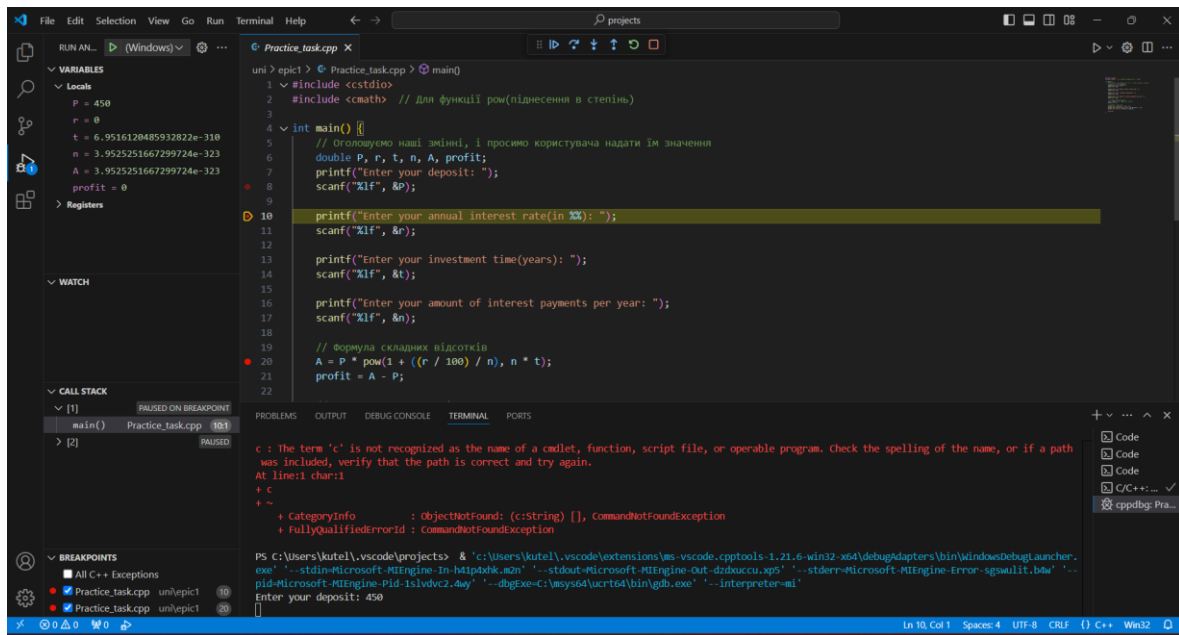 File Edit Selection View Go Run Terminal Help
projects
RUN AN... (Windows)
VARIABLES
Locals
P = 450
r = 0
t = 6.9516120485932822e-310
n = 3.9525251667299724e-323
A = 3.9525251667299724e-323
profit = 0
Registers
WATCH
CALL STACK
[1] PAUSED ON BREAKPOINT
main() Practice_task.cpp 10:1
[2] PAUSED
BREAKPOINTS
All C++ Exceptions
Practice_task.cpp uni\epic1 10
Practice_task.cpp uni\epic1 20
Practice_task.cpp
uni > epic1 > Practice_task.cpp > main()
1 #include <cstdio>
2 #include <cmath> // Для функції pow(піднесення в степінь)
3
4 int main() {
5 // Оголошуємо наші змінні, і просимо користувача надати їм значення
6 double P, r, t, n, A, profit;
7 printf("Enter your deposit: ");
8 scanf("%lf", &P);
9
10 printf("Enter your annual interest rate(in %%): ");
11 scanf("%lf", &r);
12
13 printf("Enter your investment time(years): ");
14 scanf("%lf", &t);
15
16 printf("Enter your amount of interest payments per year: ");
17 scanf("%lf", &n);
18
19 // Формула складних відсотків
20 A = P * pow(1 + ((r / 100) / n), n * t);
21 profit = A - P;
22
PROBLEMS OUTPUT DEBUG CONSOLE TERMINAL PORTS
c : The term 'c' is not recognized as the name of a cmdlet, function, script file, or operable program. Check the spelling of the name, or if a path
was included, verify that the path is correct and try again.
At line:1 char:1
+ c
+ ~
+ CategoryInfo : ObjectNotFound: (c:String) [], CommandNotFoundException
+ FullyQualifiedErrorId : CommandNotFoundException
PS C:\Users\kutel\.vscode\projects> & 'c:\Users\kutel\.vscode\extensions\ms-vscode.cpptools-1.21.6-win32-x64\debugAdapters\bin\WindowsDebugLauncher.
exe' '--stdin=Microsoft-MIEngine-In-h41p4xhk.m2n' '--stdout=Microsoft-MIEngine-Out-dzdxuccu.xp5' '--stderr=Microsoft-MIEngine-Error-sgswulit.b4w' '--
pid=Microsoft-MIEngine-Pid-1slvdvc2.4wy' '--dbgExe=C:\msys64\ucrt64\bin\gdb.exe' '--interpreter=mi'
Enter your deposit: 450
Code
Code
Code
C/C++: ...
cppdbg: Pra...
0 0 0 Ln 10, Col 1 Spaces: 4 UTF-8 CRLF {} C++ Win32